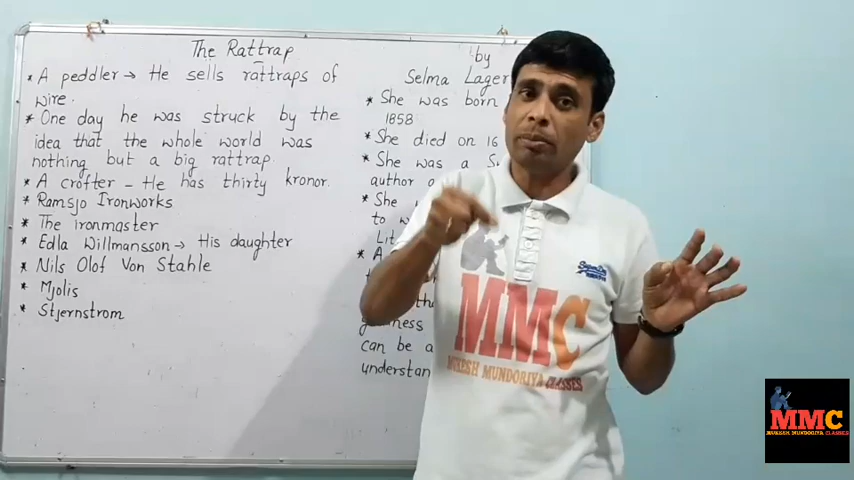 The Rattrap by
Selma Lager
* A peddler → He sells rattraps of
wire.
* One day he was struck by the
idea that the whole world was
nothing but a big rattrap.
* A crofter - He has thirty kronor.
* Ramsjo Ironworks
* The ironmaster
* Edla Willmansson → His daughter
* Nils Olof Von Stahle
* Mjolis
* Stjernstrom
* She was born
1858
* She died on 16
* She was a S
author
* She
to w
Lit
* A
can be a
understan
MMC
MUKESH MUNDORIYA CLASSES
MMC
MUKESH MUNDORIYA CLASSES